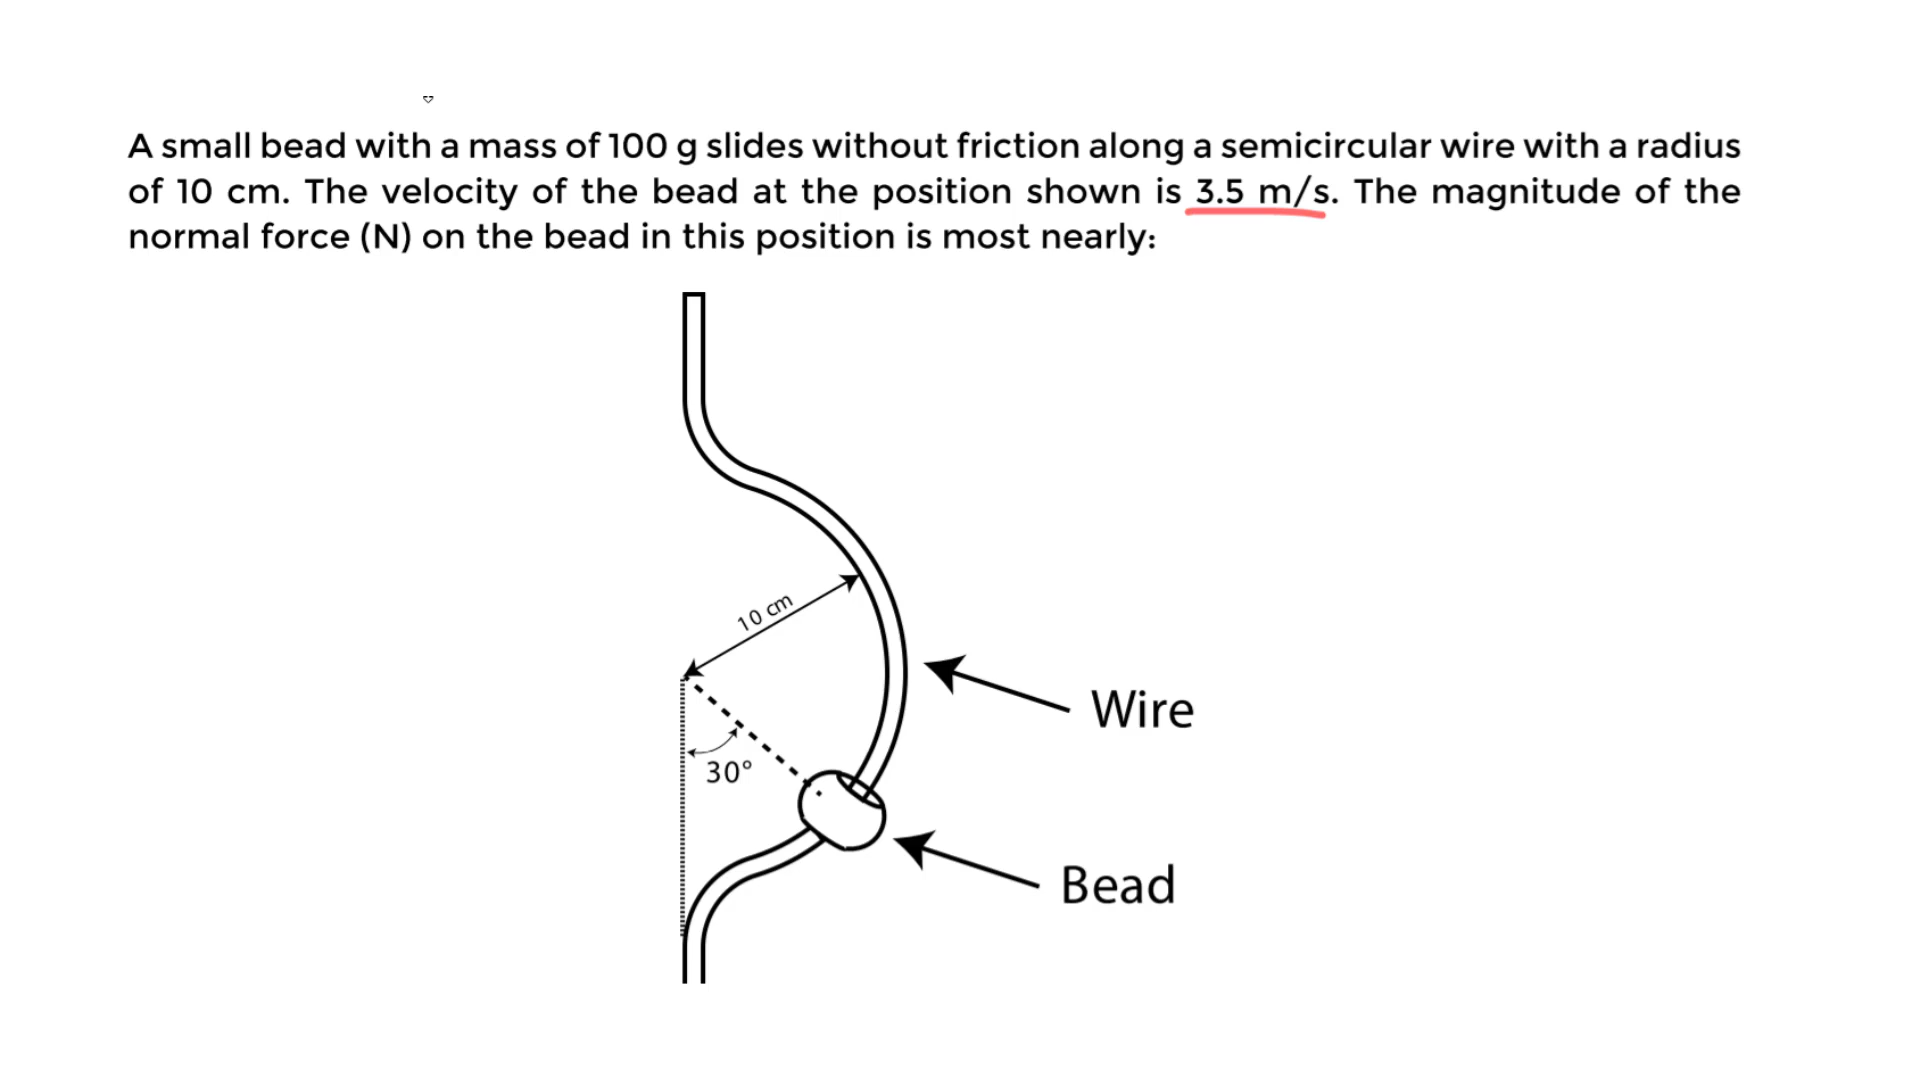 A small bead with a mass of 100 g slides without friction along a semicircular wire with a radius
of 10 cm. The velocity of the bead at the position shown is 3.5 m/s. The magnitude of the
normal force (N) on the bead in this position is most nearly:
10 cm
Wire
30°
Bead